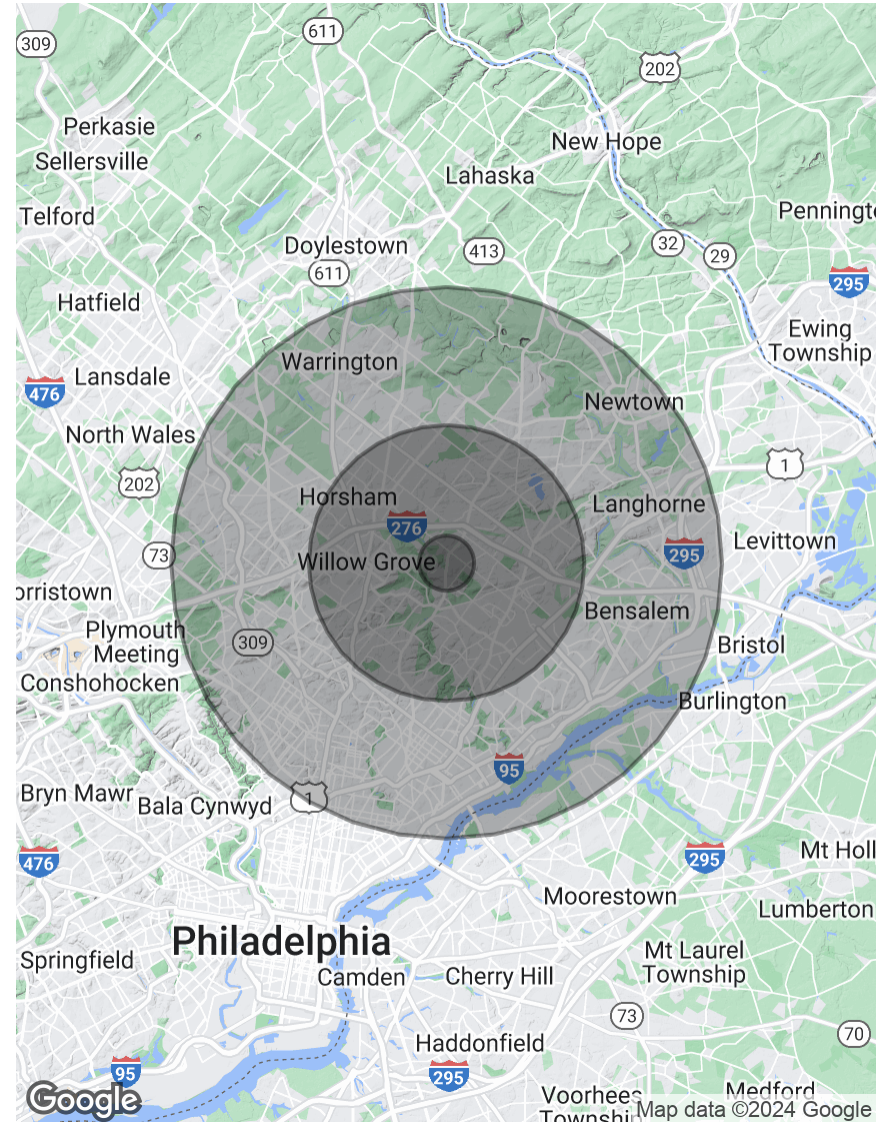 309
611
202
Perkasie
New Hope
Sellersville
Lahaska
Telford
Penningto
Doylestown
413
32
29
611
295
Hatfield
Ewing
Township
Warrington
Lansdale
476
Newtown
North Wales
1
202
Horsham
Langhorne
276
73
295
Levittown
Willow Grove
orristown
Bensalem
Plymouth
Meeting
309
Bristol
Conshohocken
Burlington
95
Bryn Mawr
1
Bala Cynwyd
476
295
Mt Holl
Moorestown
Lumberton
Philadelphia
Springfield
Mt Laurel
Township
Camden
Cherry Hill
73
70
Haddonfield
95
295
Voorhees
Township
Medford
Google
Map data ©2024 Google